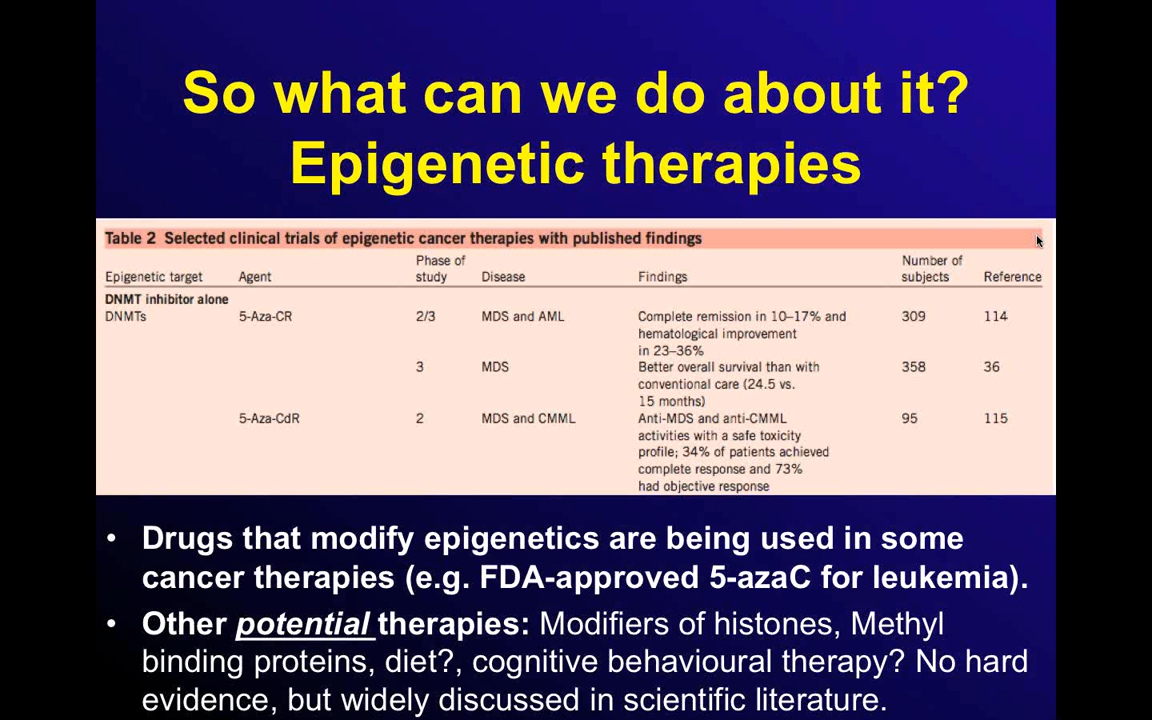 So what can we do about it?
Epigenetic therapies
Table 2 Selected clinical trials of epigenetic cancer therapies with published findings
Epigenetic target Agent Phase of study Disease Findings Number of subjects Reference
DNMT inhibitor alone
DNMTs 5-Aza-CR 2/3 MDS and AML Complete remission in 10–17% and 309 114
hematological improvement
in 23–36%
3 MDS Better overall survival than with 358 36
conventional care (24.5 vs.
15 months)
5-Aza-CdR 2 MDS and CMML Anti-MDS and anti-CMML 95 115
activities with a safe toxicity
profile; 34% of patients achieved
complete response and 73%
had objective response
• Drugs that modify epigenetics are being used in some
cancer therapies (e.g. FDA-approved 5-azaC for leukemia).
• Other potential therapies: Modifiers of histones, Methyl
binding proteins, diet?, cognitive behavioural therapy? No hard
evidence, but widely discussed in scientific literature.